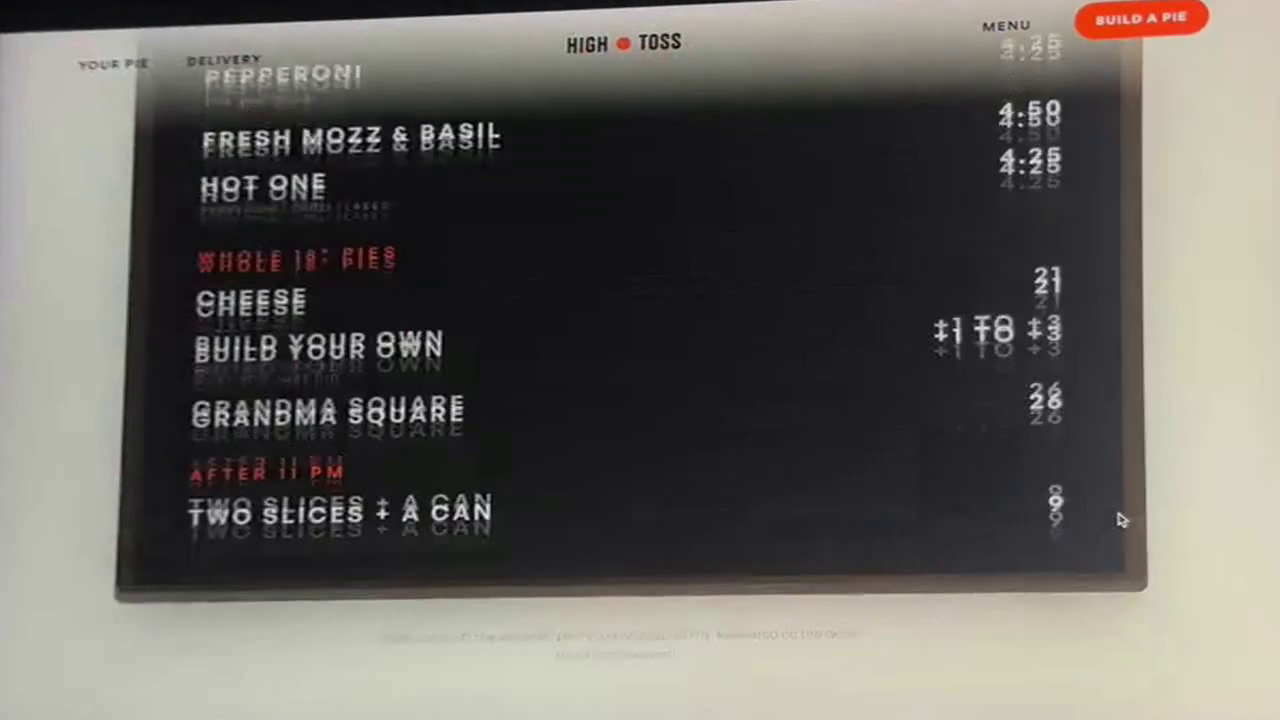 YOUR PIE DELIVERY HIGH TOSS MENU BUILD A PIE
PEPPERONI 4.25
FRESH MOZZ & BASIL 4.50
HOT ONE 4.25
WHOLE 18" PIES
CHEESE 21
BUILD YOUR OWN +1 TO +3
GRANDMA SQUARE 26
AFTER 11 PM
TWO SLICES + A CAN 9